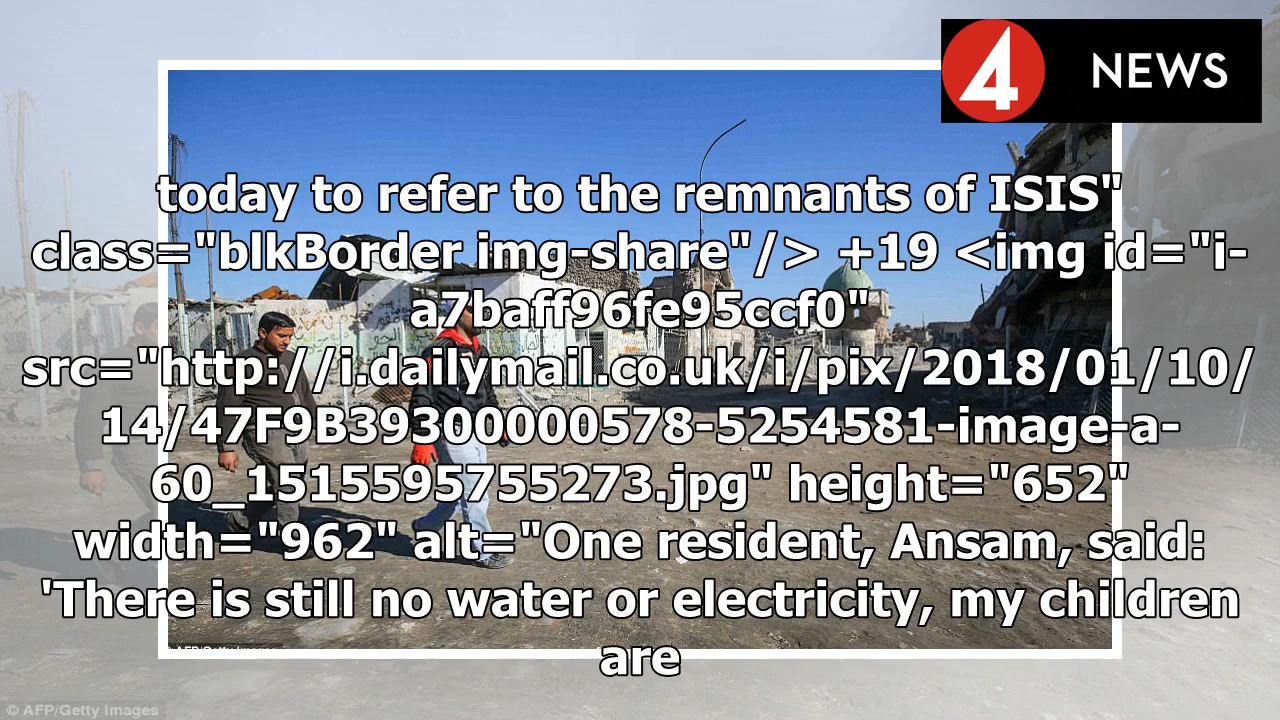 4 NEWS
today to refer to the remnants of ISIS"
class="blkBorder img-share"/> +19 <img id="i-
a7baff96fe95ccf0"
src="http://i.dailymail.co.uk/i/pix/2018/01/10/
14/47F9B39300000578-5254581-image-a-
60_1515595755273.jpg" height="652"
width="962" alt="One resident, Ansam, said:
'There is still no water or electricity, my children
are
© AFP/Getty Images